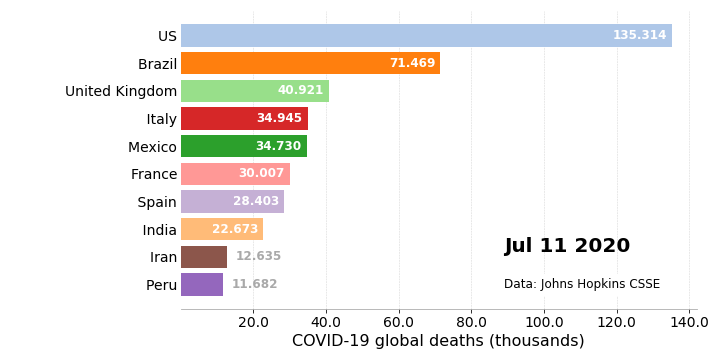 US 135.314
Brazil 71.469
United Kingdom 40.921
Italy 34.945
Mexico 34.730
France 30.007
Spain 28.403
India 22.673
Iran 12.635
Peru 11.682
Jul 11 2020
Data: Johns Hopkins CSSE
20.0 40.0 60.0 80.0 100.0 120.0 140.0
COVID-19 global deaths (thousands)